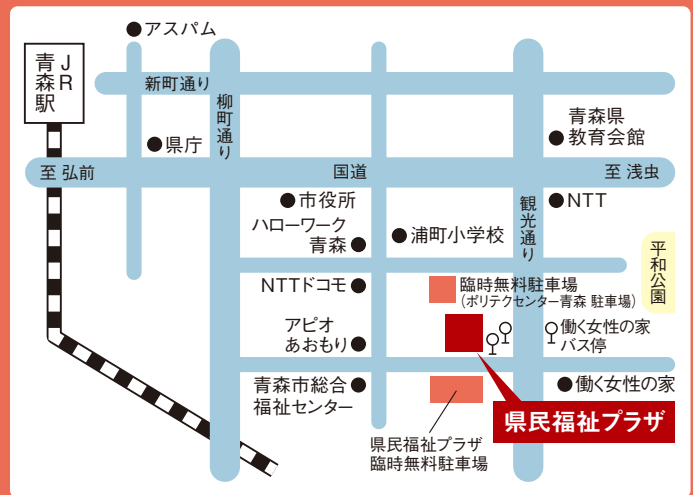 アスパム
JR
青森駅
新町通り
柳町通り
県庁
青森県
教育会館
至 弘前
国道
至 浅虫
市役所
NTT
観光通り
ハローワーク
青森
浦町小学校
平和公園
NTTドコモ
臨時無料駐車場
(ポリテクセンター青森 駐車場)
アピオ
あおもり
働く女性の家
バス停
青森市総合
福祉センター
働く女性の家
県民福祉プラザ
県民福祉プラザ
臨時無料駐車場